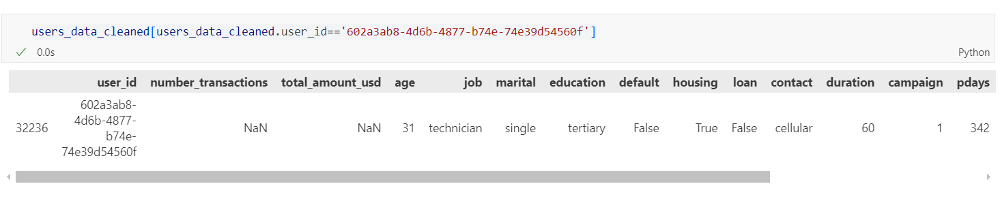 users_data_cleaned[users_data_cleaned.user_id=='602a3ab8-4d6b-4877-b74e-74e39d54560f']
0.0s Python
user_id number_transactions total_amount_usd age job marital education default housing loan contact duration campaign pdays
602a3ab8-
4d6b-4877-
32236 NaN NaN 31 technician single tertiary False True False cellular 60 1 342
b74e-
74e39d54560f